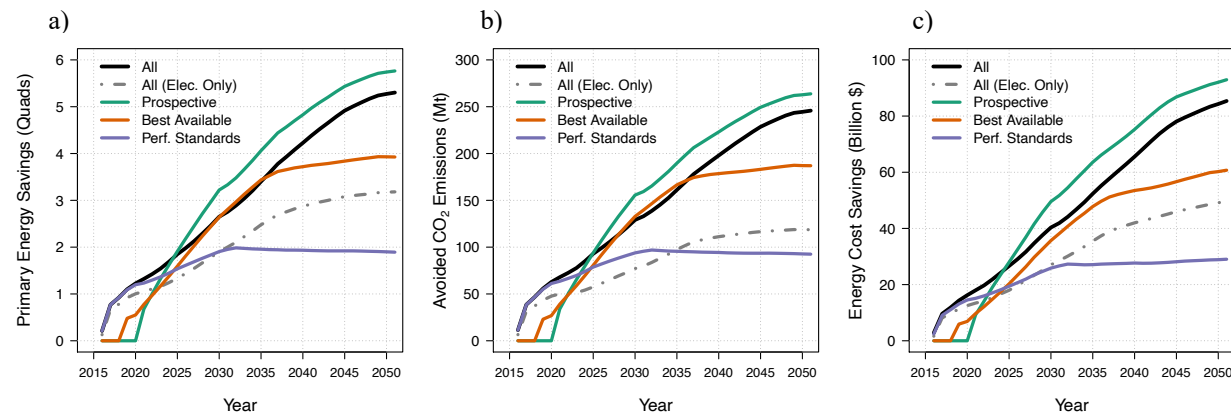 a)
Primary Energy Savings (Quads)
6
5
4
3
2
1
0
All
All (Elec. Only)
Prospective
Best Available
Perf. Standards
2015 2020 2025 2030 2035 2040 2045 2050
Year
b)
Avoided CO2 Emissions (Mt)
300
250
200
150
100
50
0
All
All (Elec. Only)
Prospective
Best Available
Perf. Standards
2015 2020 2025 2030 2035 2040 2045 2050
Year
c)
Energy Cost Savings (Billion $)
100
80
60
40
20
0
All
All (Elec. Only)
Prospective
Best Available
Perf. Standards
2015 2020 2025 2030 2035 2040 2045 2050
Year